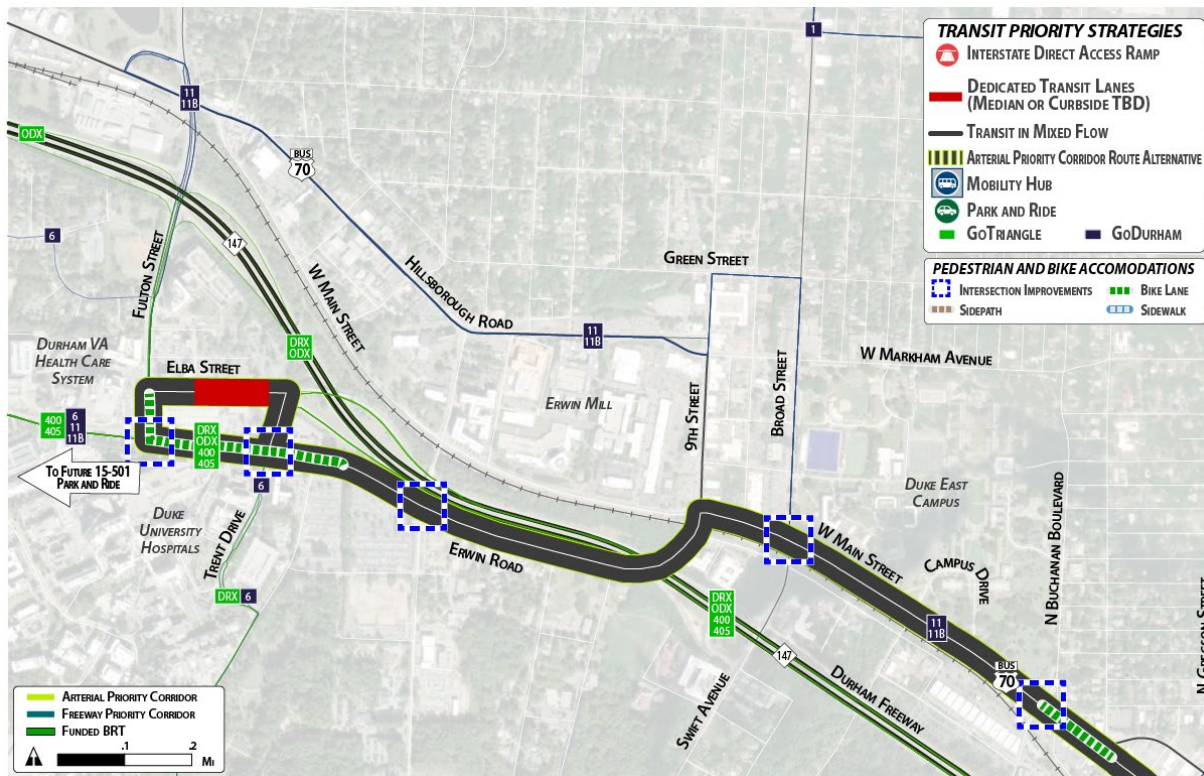 1
TRANSIT PRIORITY STRATEGIES
INTERSTATE DIRECT ACCESS RAMP
DEDICATED TRANSIT LANES
(MEDIAN OR CURBSIDE TBD)
TRANSIT IN MIXED FLOW
ARTERIAL PRIORITY CORRIDOR ROUTE ALTERNATIVE
MOBILITY HUB
PARK AND RIDE
GOTRIANGLE
GODURHAM
PEDESTRIAN AND BIKE ACCOMODATIONS
INTERSECTION IMPROVEMENTS
BIKE LANE
SIDEPATH
SIDEWALK
11
11B
ODX
BUS
70
6
147
FULTON STREET
W MAIN STREET
HILLSBOROUGH ROAD
GREEN STREET
11
11B
DRX
ODX
W MARKHAM AVENUE
DURHAM VA
HEALTH CARE
SYSTEM
ELBA STREET
ERWIN MILL
9TH STREET
BROAD STREET
400
405
6
11
11B
DRX
ODX
400
405
TO FUTURE 15-501
PARK AND RIDE
6
DUKE
UNIVERSITY
HOSPITALS
TRENT DRIVE
DRX
6
ERWIN ROAD
DUKE EAST
CAMPUS
W MAIN STREET
CAMPUS DRIVE
N BUCHANAN BOULEVARD
N GREGSON STREET
DRX
ODX
400
405
147
11
11B
BUS
70
SWIFT AVENUE
DURHAM FREEWAY
ARTERIAL PRIORITY CORRIDOR
FREEWAY PRIORITY CORRIDOR
FUNDED BRT
.1
.2
MI